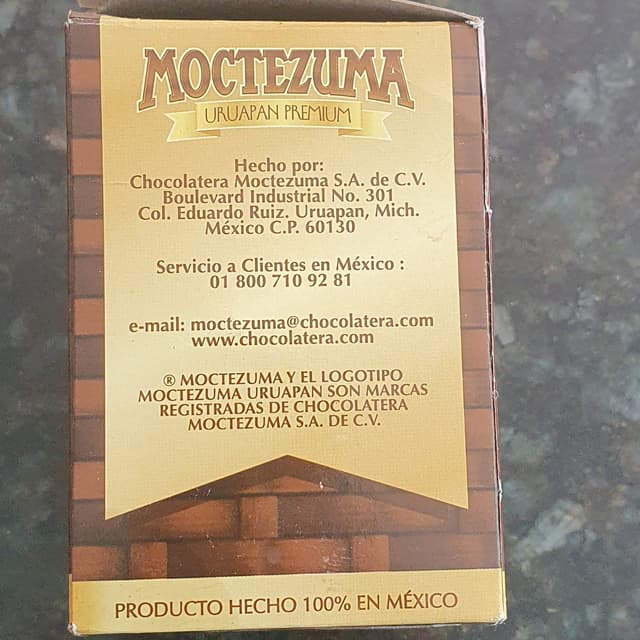 MOCTEZUMA
URUAPAN PREMIUM
Hecho por:
Chocolatera Moctezuma S.A. de C.V.
Boulevard Industrial No. 301
Col. Eduardo Ruiz. Uruapan, Mich.
México C.P. 60130
Servicio a Clientes en México :
01 800 710 92 81
e-mail: moctezuma@chocolatera.com
www.chocolatera.com
® MOCTEZUMA Y EL LOGOTIPO
MOCTEZUMA URUAPAN SON MARCAS
REGISTRADAS DE CHOCOLATERA
MOCTEZUMA S.A. DE C.V.
PRODUCTO HECHO 100% EN MÉXICO